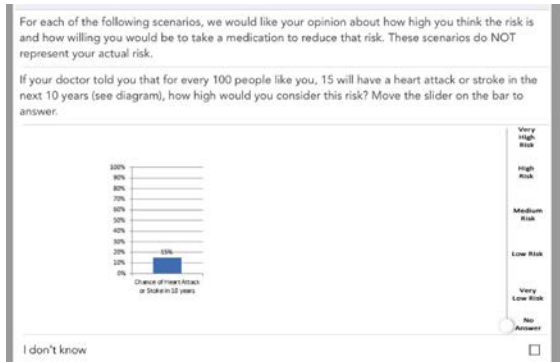 For each of the following scenarios, we would like your opinion about how high you think the risk is
and how willing you would be to take a medication to reduce that risk. These scenarios do NOT
represent your actual risk.
If your doctor told you that for every 100 people like you, 15 will have a heart attack or stroke in the
next 10 years (see diagram), how high would you consider this risk? Move the slider on the bar to
answer.
Very
High
Risk
High
Risk
Medium
Risk
Low Risk
Very
Low Risk
No
Answer
100%
90%
80%
70%
60%
50%
40%
30%
20%
10%
0%
15%
Chance of Heart Attack
or Stroke in 10 years
I don't know